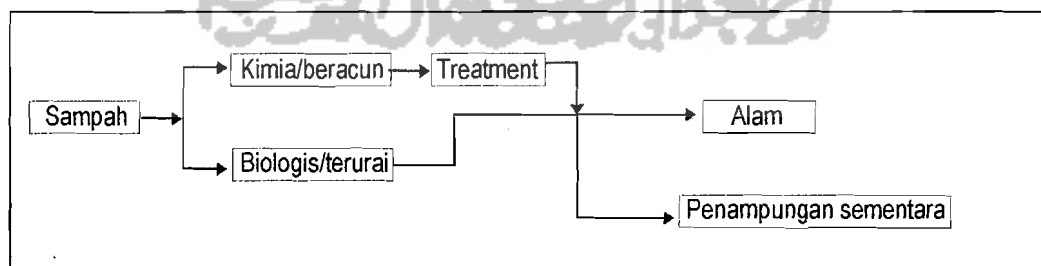 Kimia/beracun
Treatment
Sampah
Alam
Biologis/terurai
Penampungan sementara